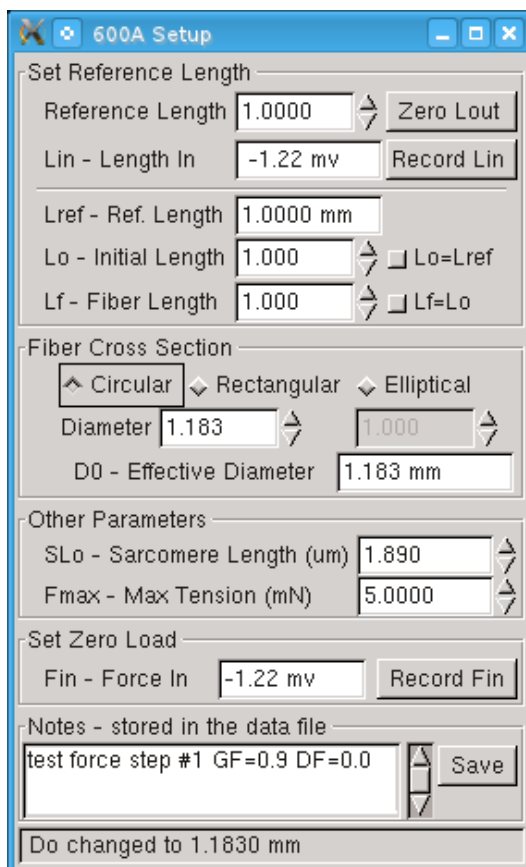 600A Setup
Set Reference Length
Reference Length 1.0000 Zero Lout
Lin - Length In -1.22 mv Record Lin
Lref - Ref. Length 1.0000 mm
Lo - Initial Length 1.000 Lo=Lref
Lf - Fiber Length 1.000 Lf=Lo
Fiber Cross Section
Circular Rectangular Elliptical
Diameter 1.183 1.000
D0 - Effective Diameter 1.183 mm
Other Parameters
SLo - Sarcomere Length (um) 1.890
Fmax - Max Tension (mN) 5.0000
Set Zero Load
Fin - Force In -1.22 mv Record Fin
Notes - stored in the data file
test force step #1 GF=0.9 DF=0.0 Save
Do changed to 1.1830 mm